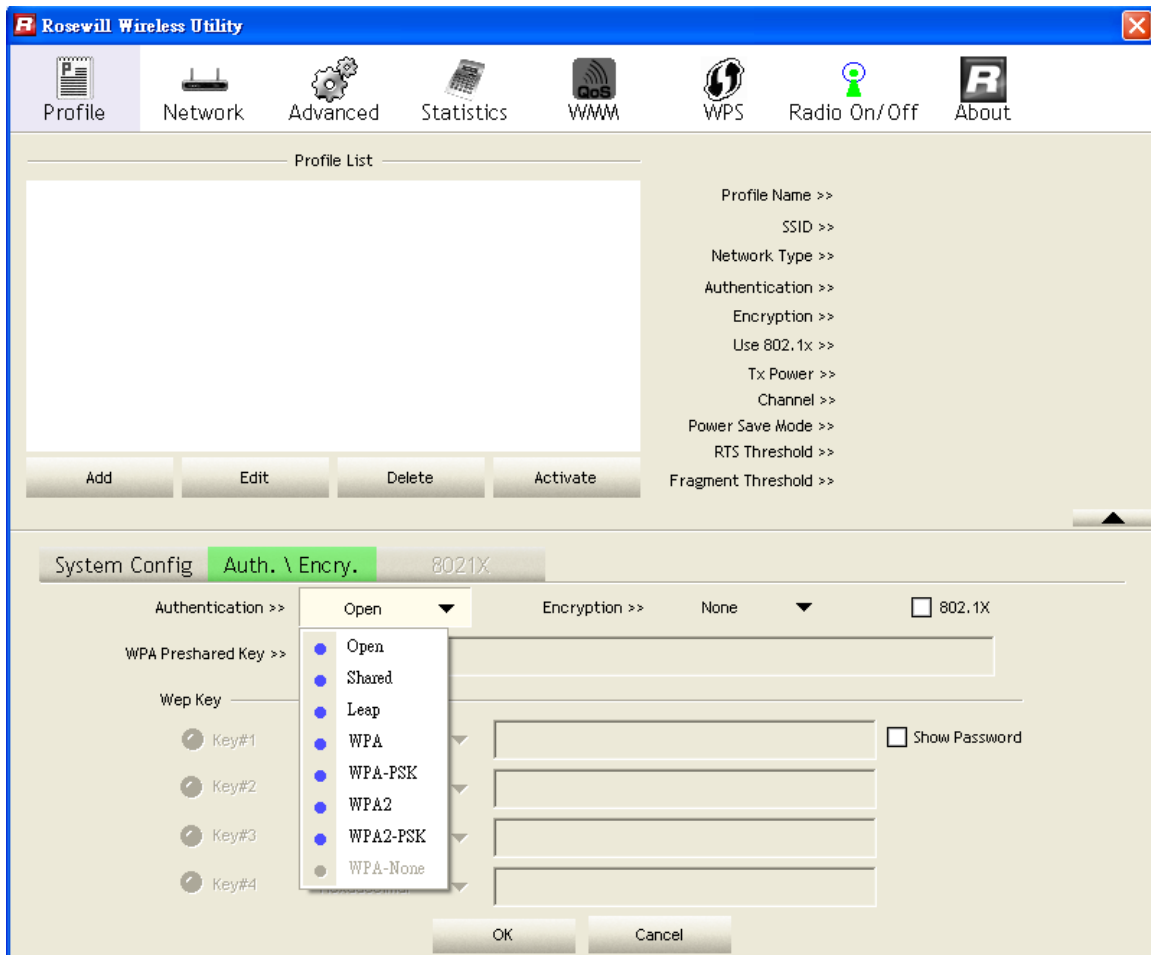 R Rosewill Wireless Utility
Profile Network Advanced Statistics QoS WMM WPS Radio On/Off R About
Profile List
Profile Name >>
SSID >>
Network Type >>
Authentication >>
Encryption >>
Use 802.1x >>
Tx Power >>
Channel >>
Power Save Mode >>
RTS Threshold >>
Fragment Threshold >>
Add Edit Delete Activate
System Config Auth. \ Encry. 8021X
Authentication >> Open Encryption >> None 802.1X
WPA Preshared Key >>
Open
Shared
Leap
WPA
WPA-PSK
WPA2
WPA2-PSK
WPA-None
Wep Key
Key#1 Show Password
Key#2
Key#3
Key#4
OK Cancel